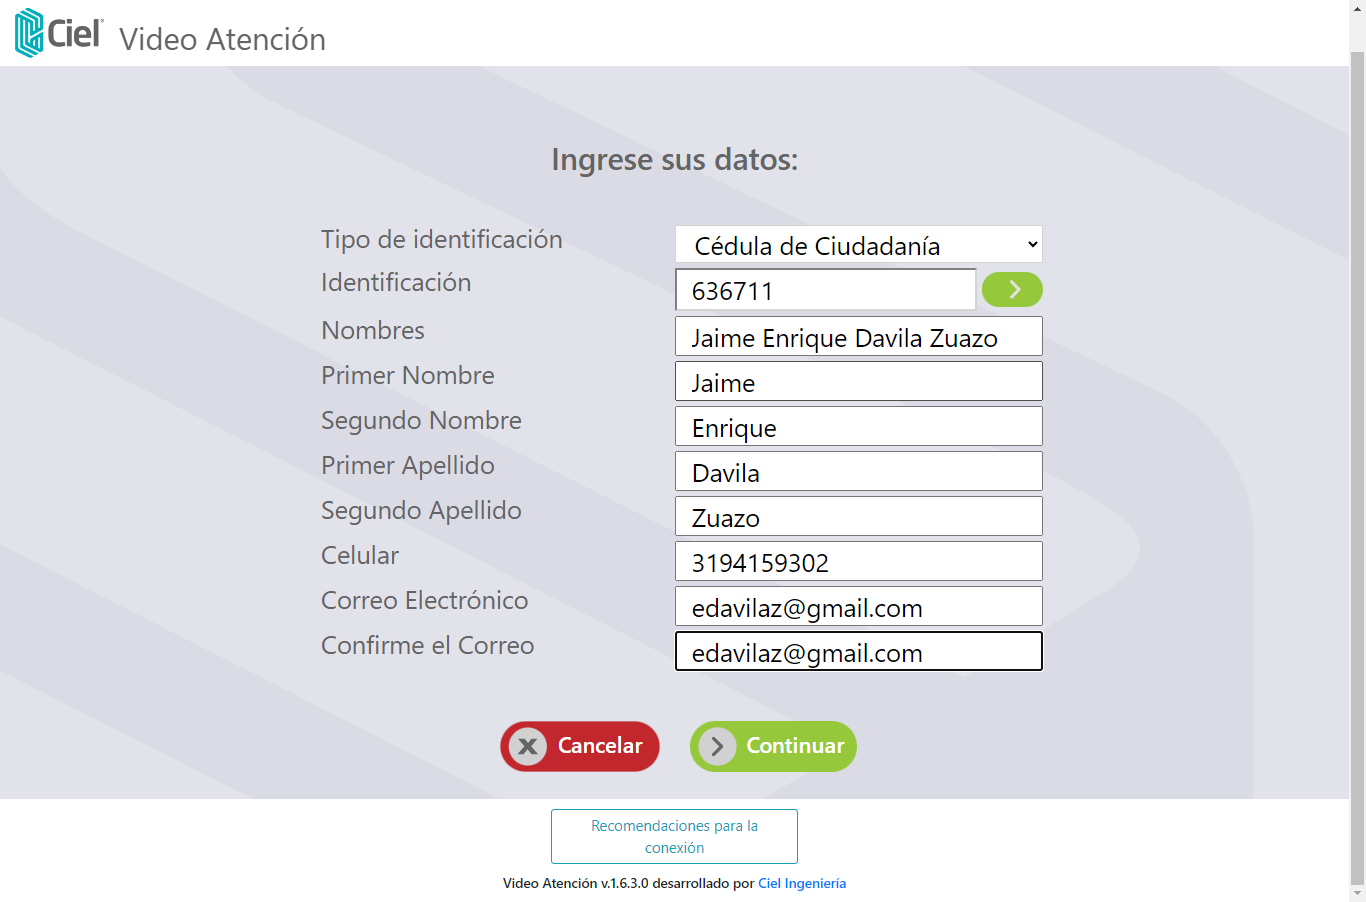 Ciel® Video Atención
Ingrese sus datos:
Tipo de identificación Cédula de Ciudadanía
Identificación 636711
Nombres Jaime Enrique Davila Zuazo
Primer Nombre Jaime
Segundo Nombre Enrique
Primer Apellido Davila
Segundo Apellido Zuazo
Celular 3194159302
Correo Electrónico edavilaz@gmail.com
Confirme el Correo edavilaz@gmail.com
Cancelar Continuar
Recomendaciones para la
conexión
Video Atención v.1.6.3.0 desarrollado por Ciel Ingeniería